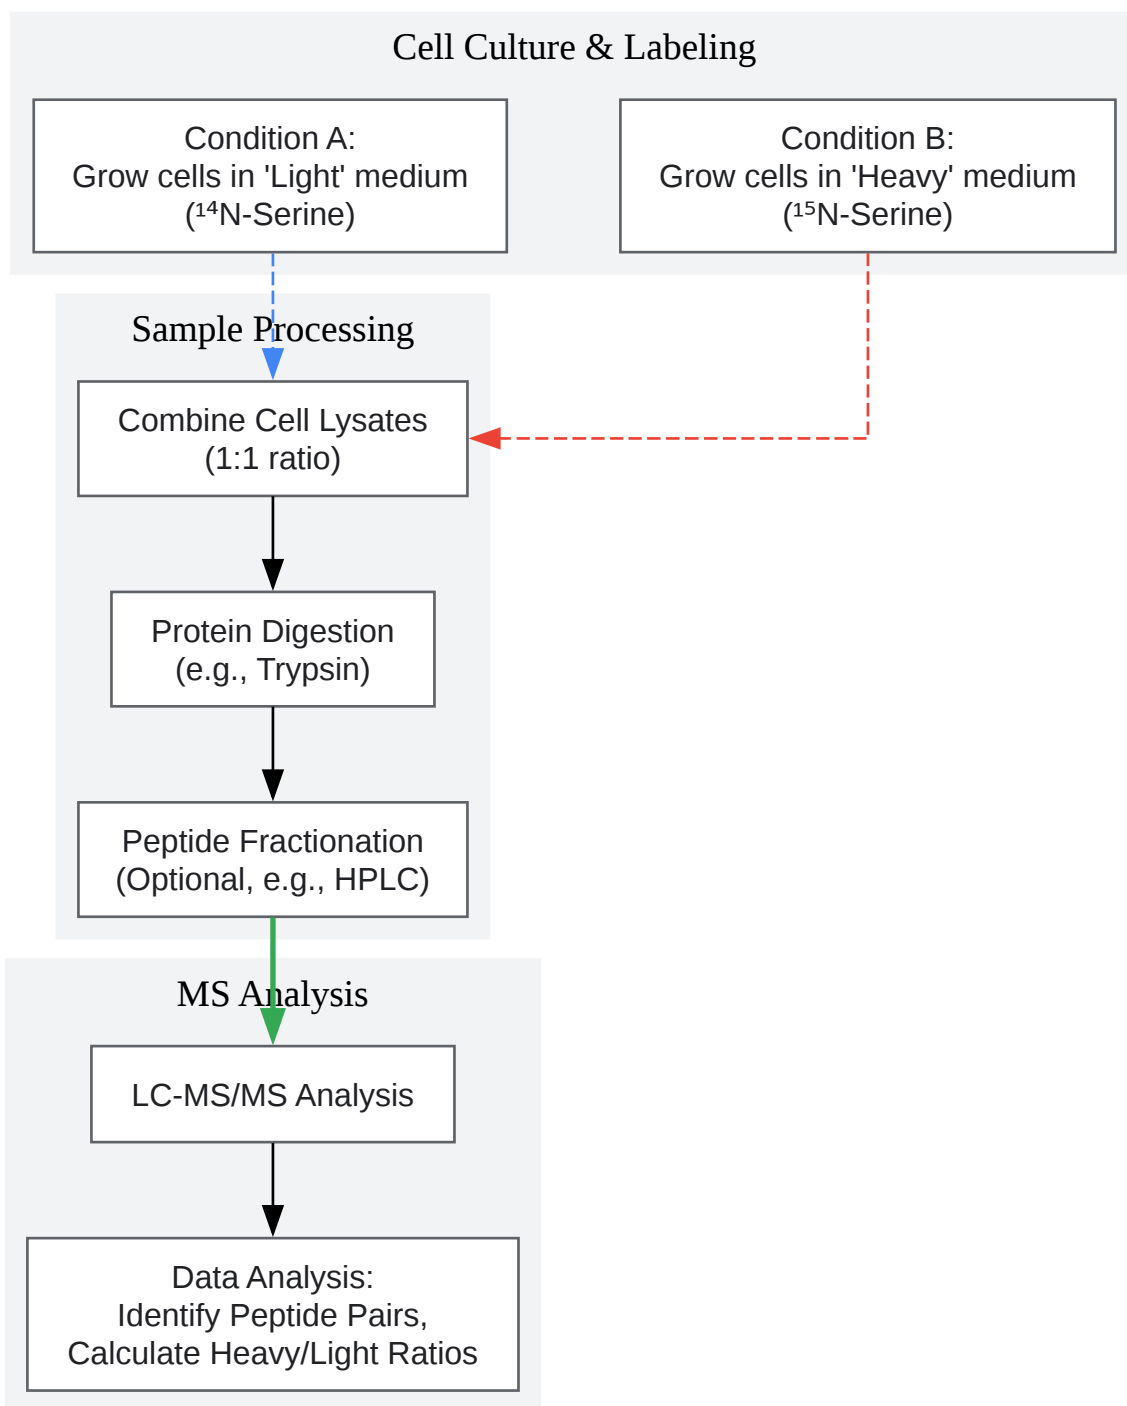 Cell Culture & Labeling
Condition A:
Grow cells in 'Light' medium
(¹⁴N-Serine)
Condition B:
Grow cells in 'Heavy' medium
(¹⁵N-Serine)
Sample Processing
Combine Cell Lysates
(1:1 ratio)
Protein Digestion
(e.g., Trypsin)
Peptide Fractionation
(Optional, e.g., HPLC)
MS Analysis
LC-MS/MS Analysis
Data Analysis:
Identify Peptide Pairs,
Calculate Heavy/Light Ratios